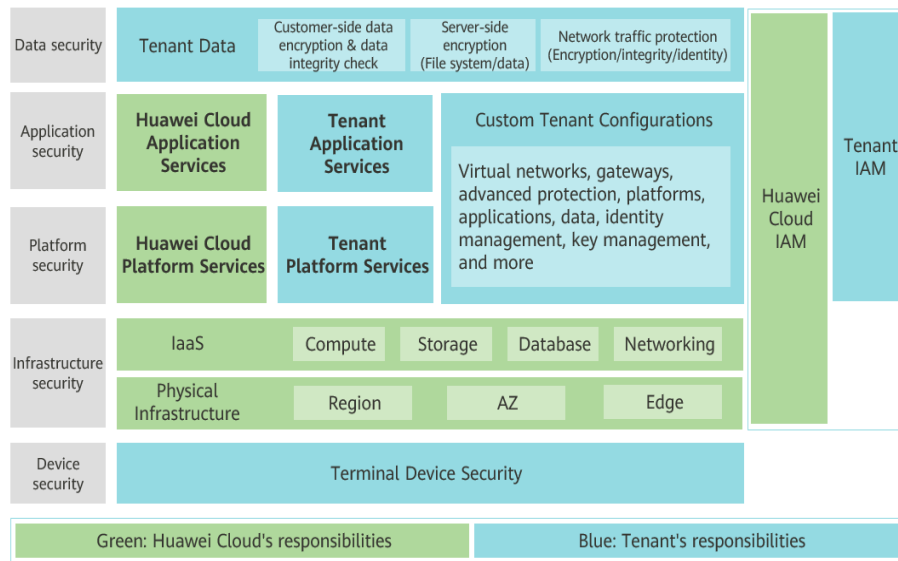 Data security
Tenant Data
Customer-side data
encryption & data
integrity check
Server-side
encryption
(File system/data)
Network traffic protection
(Encryption/integrity/identity)
Application
security
Huawei Cloud
Application
Services
Tenant
Application
Services
Custom Tenant Configurations
Virtual networks, gateways,
advanced protection, platforms,
applications, data, identity
management, key management,
and more
Platform
security
Huawei Cloud
Platform Services
Tenant
Platform Services
Huawei
Cloud
IAM
Tenant
IAM
Infrastructure
security
IaaS
Compute
Storage
Database
Networking
Physical
Infrastructure
Region
AZ
Edge
Device
security
Terminal Device Security
Green: Huawei Cloud's responsibilities
Blue: Tenant's responsibilities